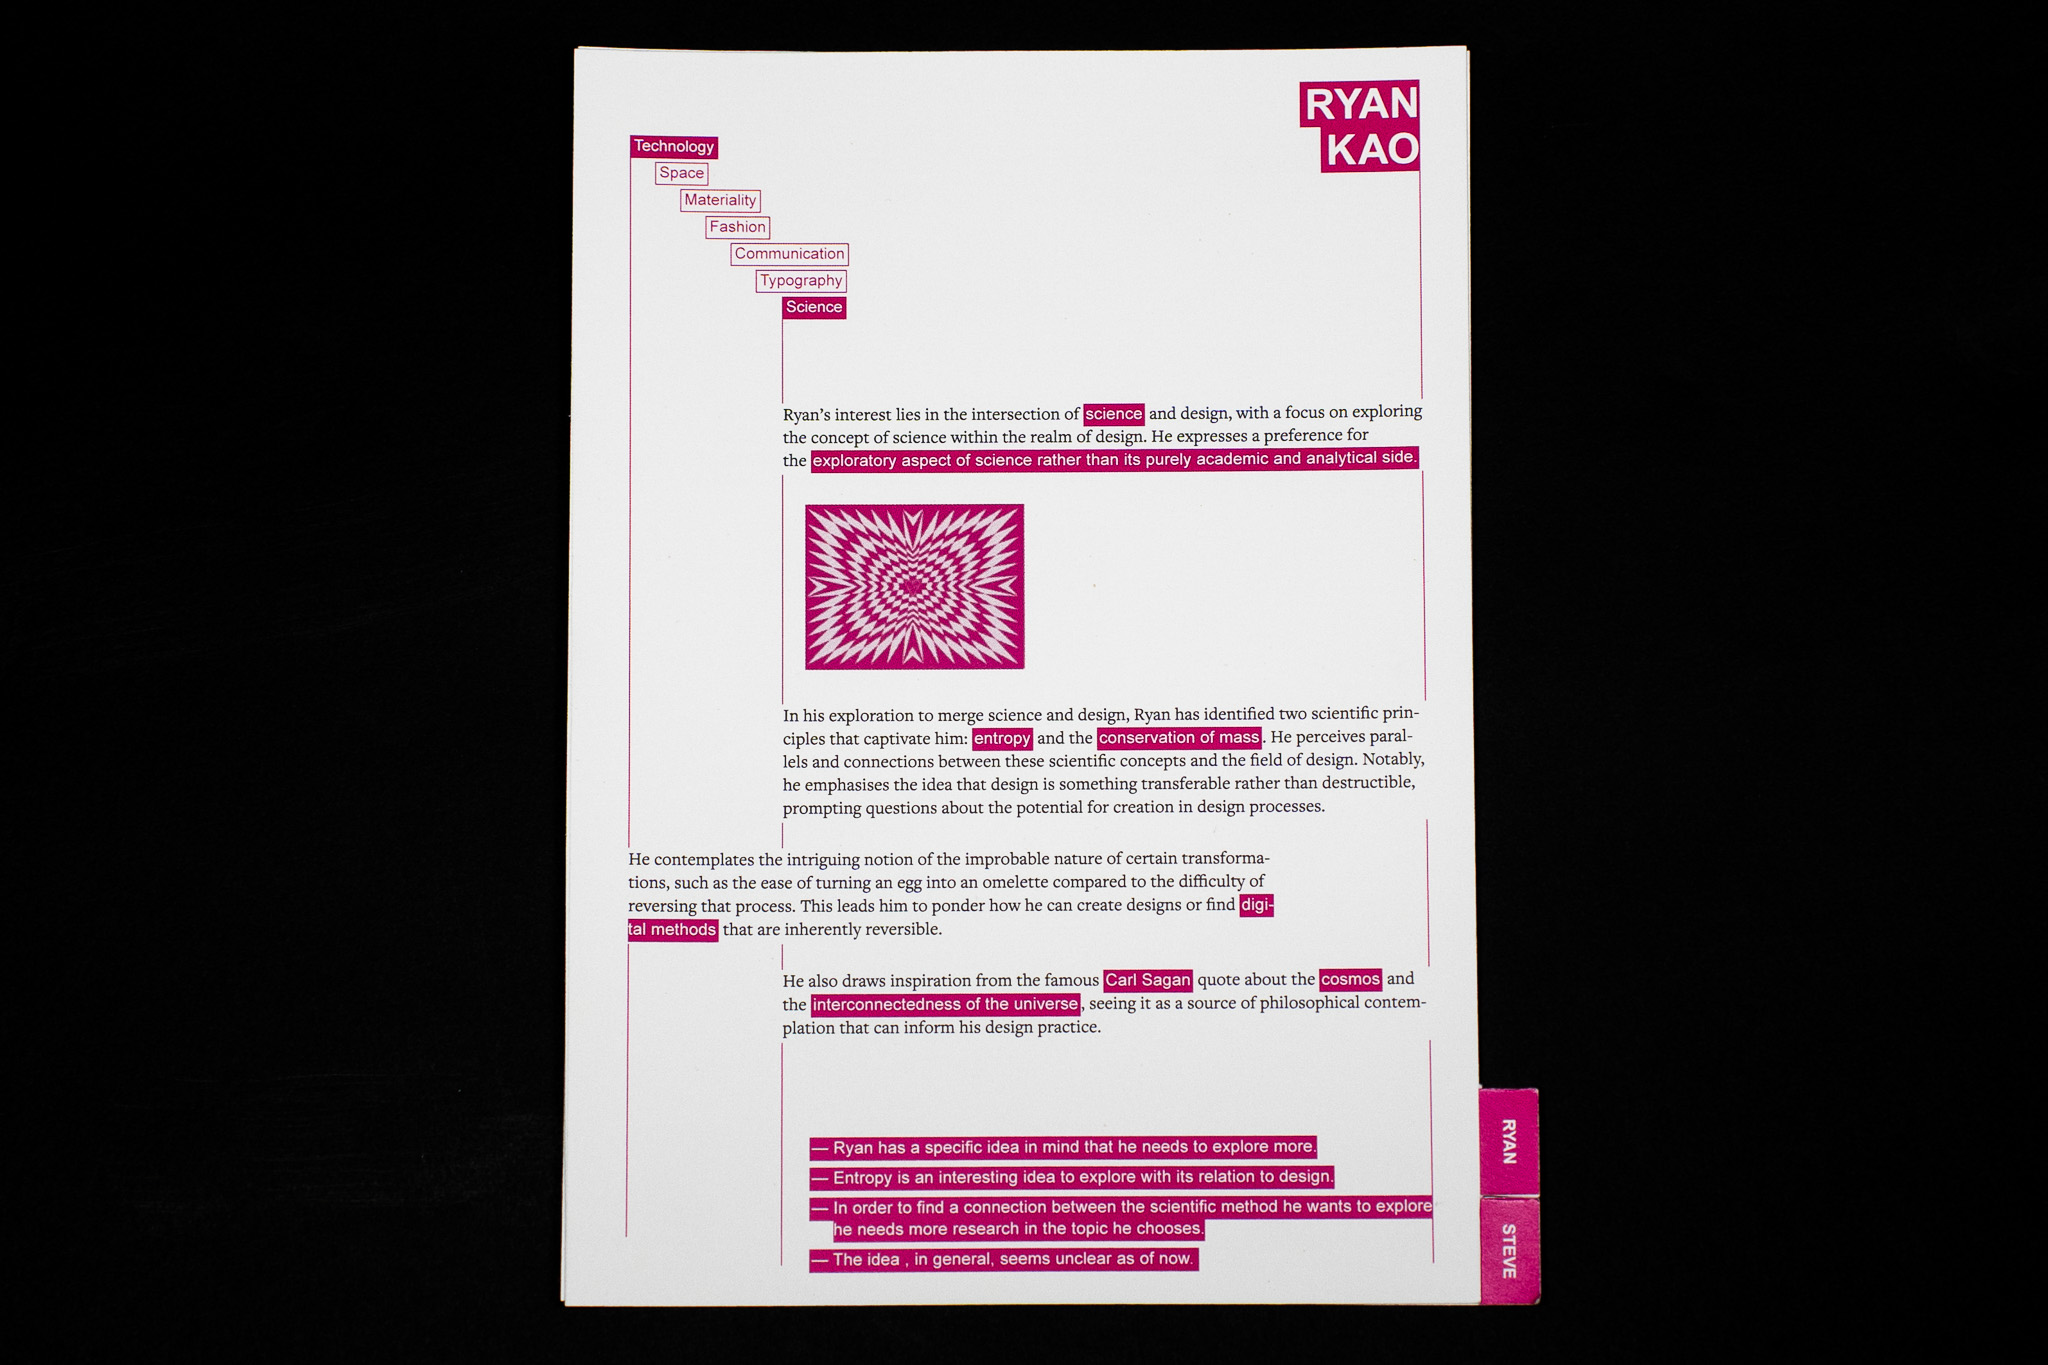 RYAN
KAO
Technology
Space
Materiality
Fashion
Communication
Typography
Science
Ryan’s interest lies in the intersection of science and design, with a focus on exploring
the concept of science within the realm of design. He expresses a preference for
the exploratory aspect of science rather than its purely academic and analytical side.
In his exploration to merge science and design, Ryan has identified two scientific prin-
ciples that captivate him: entropy and the conservation of mass. He perceives paral-
lels and connections between these scientific concepts and the field of design. Notably,
he emphasises the idea that design is something transferable rather than destructible,
prompting questions about the potential for creation in design processes.
He contemplates the intriguing notion of the improbable nature of certain transforma-
tions, such as the ease of turning an egg into an omelette compared to the difficulty of
reversing that process. This leads him to ponder how he can create designs or find digi-
tal methods that are inherently reversible.
He also draws inspiration from the famous Carl Sagan quote about the cosmos and
the interconnectedness of the universe, seeing it as a source of philosophical contem-
plation that can inform his design practice.
— Ryan has a specific idea in mind that he needs to explore more.
— Entropy is an interesting idea to explore with its relation to design.
— In order to find a connection between the scientific method he wants to explore
he needs more research in the topic he chooses.
— The idea , in general, seems unclear as of now.
RYAN
STEVE